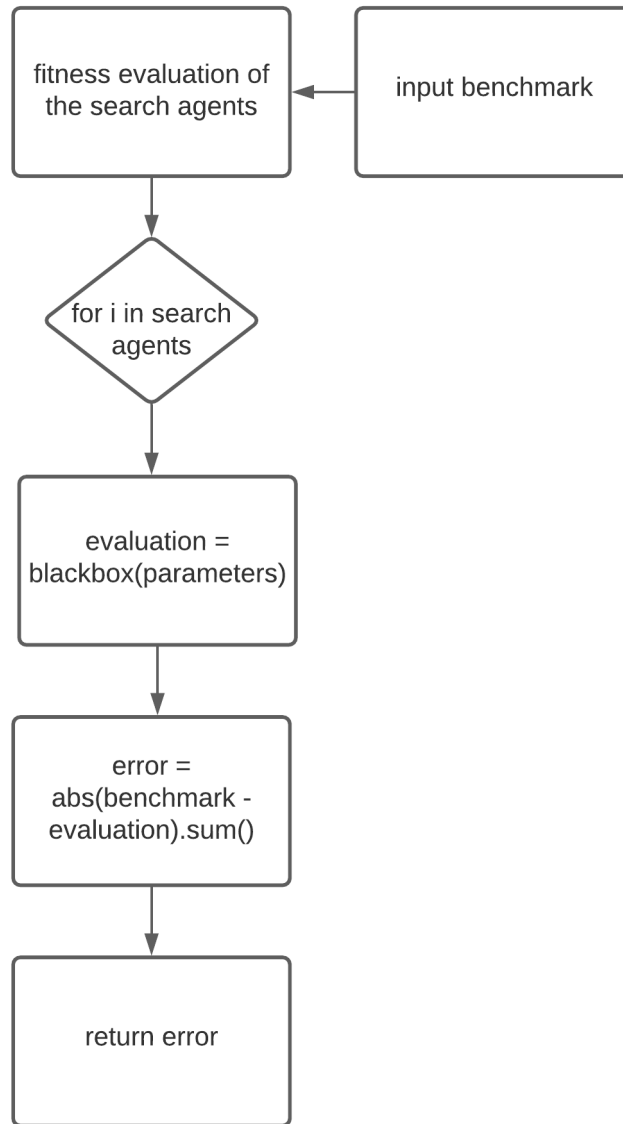 fitness evaluation of
the search agents
input benchmark
for i in search
agents
evaluation =
blackbox(parameters)
error =
abs(benchmark -
evaluation).sum()
return error